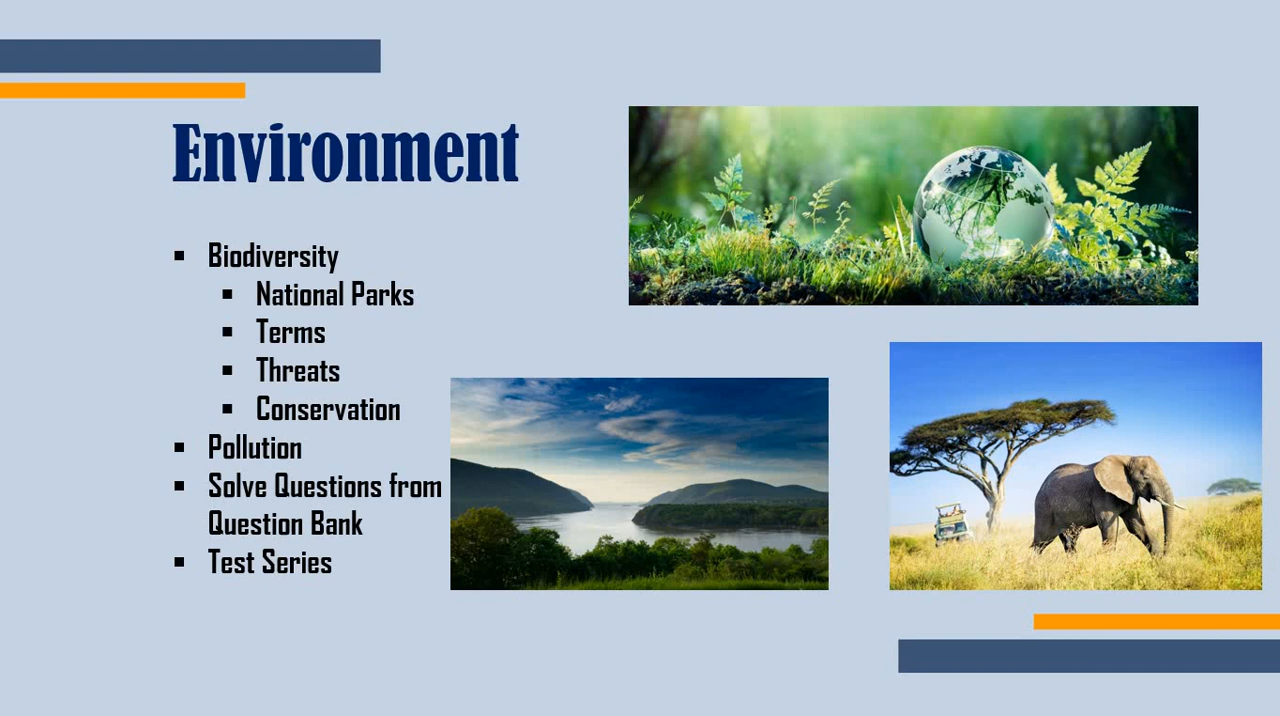 Environment
▪ Biodiversity
▪ National Parks
▪ Terms
▪ Threats
▪ Conservation
▪ Pollution
▪ Solve Questions from
Question Bank
▪ Test Series